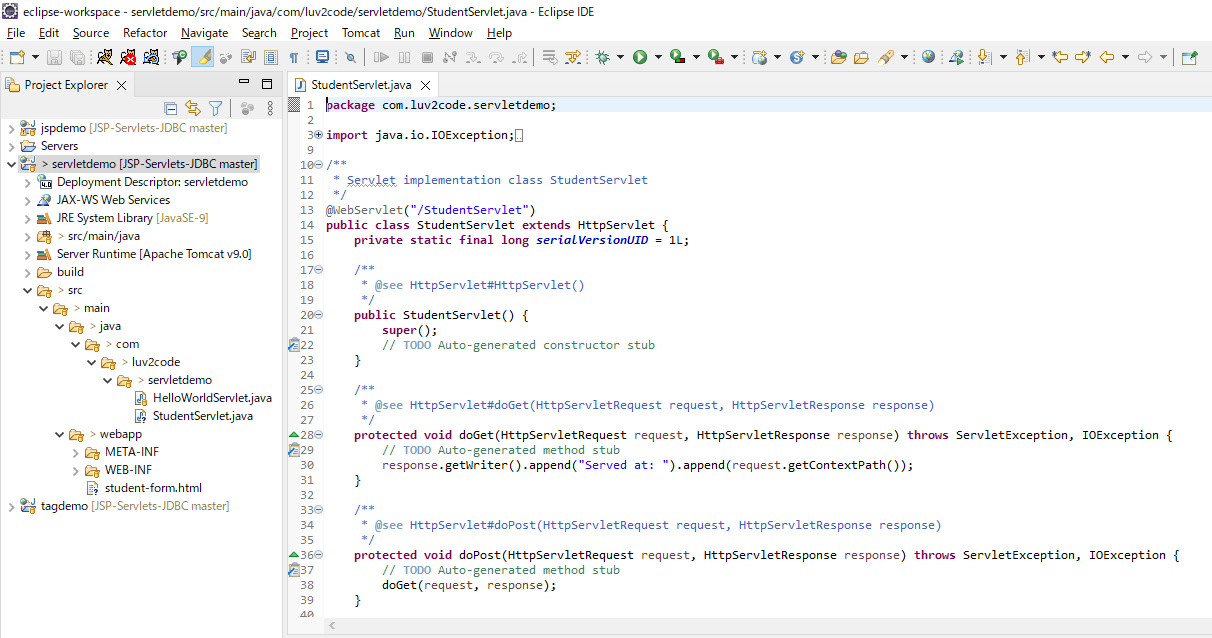 eclipse-workspace - servletdemo/src/main/java/com/luv2code/servletdemo/StudentServlet.java - Eclipse IDE
File Edit Source Refactor Navigate Search Project Tomcat Run Window Help
Project Explorer
jspdemo [JSP-Servlets-JDBC master]
Servers
> servletdemo [JSP-Servlets-JDBC master]
Deployment Descriptor: servletdemo
JAX-WS Web Services
JRE System Library [JavaSE-9]
> src/main/java
Server Runtime [Apache Tomcat v9.0]
build
> src
> main
> java
> com
> luv2code
> servletdemo
HelloWorldServlet.java
StudentServlet.java
> webapp
META-INF
WEB-INF
student-form.html
tagdemo [JSP-Servlets-JDBC master]
StudentServlet.java
1 package com.luv2code.servletdemo;
2
3 import java.io.IOException;
9
10 /**
11  * Servlet implementation class StudentServlet
12  */
13 @WebServlet("/StudentServlet")
14 public class StudentServlet extends HttpServlet {
15     private static final long serialVersionUID = 1L;
16
17     /**
18      * @see HttpServlet#HttpServlet()
19      */
20     public StudentServlet() {
21         super();
22         // TODO Auto-generated constructor stub
23     }
24
25     /**
26      * @see HttpServlet#doGet(HttpServletRequest request, HttpServletResponse response)
27      */
28     protected void doGet(HttpServletRequest request, HttpServletResponse response) throws ServletException, IOException {
29         // TODO Auto-generated method stub
30         response.getWriter().append("Served at: ").append(request.getContextPath());
31     }
32
33     /**
34      * @see HttpServlet#doPost(HttpServletRequest request, HttpServletResponse response)
35      */
36     protected void doPost(HttpServletRequest request, HttpServletResponse response) throws ServletException, IOException {
37         // TODO Auto-generated method stub
38         doGet(request, response);
39     }
40